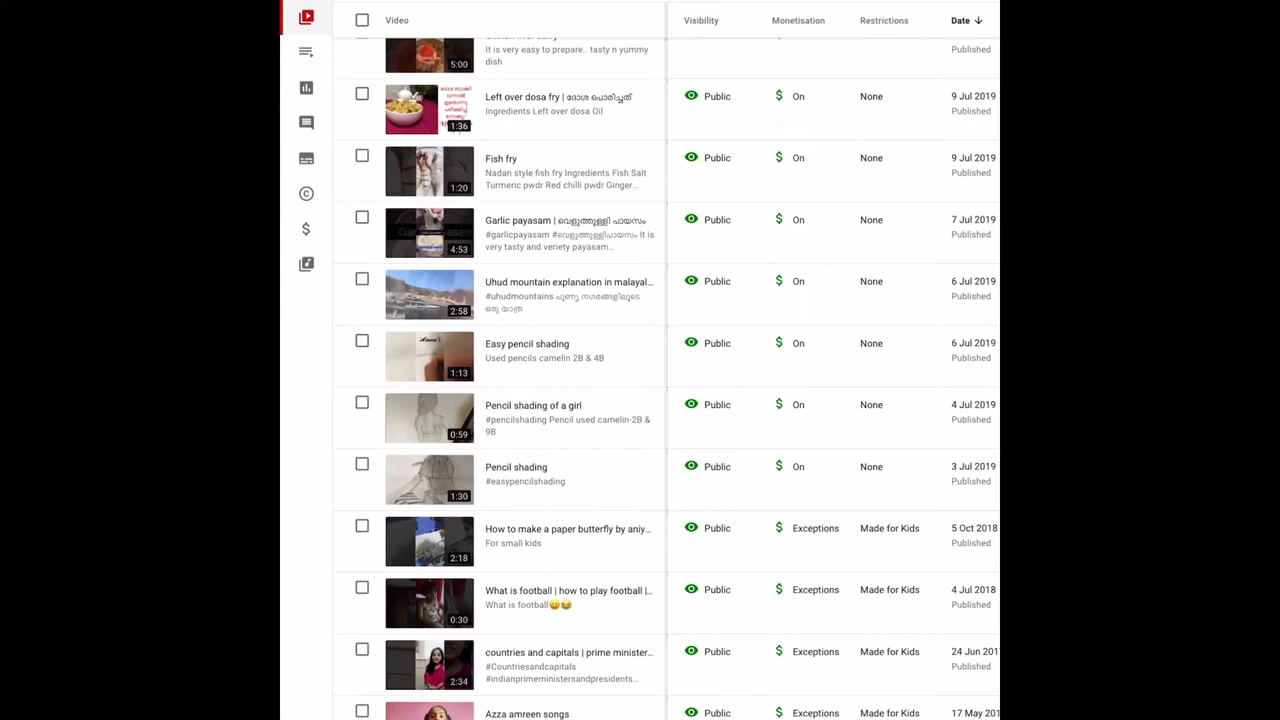 Video
Visibility
Monetisation
Restrictions
Date
It is very easy to prepare.. tasty n yummy
dish
5:00
Published
Left over dosa fry | ദോശ പൊരിച്ചത്
Ingredients Left over dosa Oil
1:36
Public
On
None
9 Jul 2019
Published
Fish fry
Nadan style fish fry Ingredients Fish Salt
Turmeric pwdr Red chilli pwdr Ginger...
1:20
Public
On
None
9 Jul 2019
Published
Garlic payasam | വെളുത്തുള്ളി പായസം
#garlicpayasam #വെളുത്തുള്ളിപായസം It is
very tasty and veriety payasam...
4:53
Public
On
None
7 Jul 2019
Published
Uhud mountain explanation in malayal...
#uhudmountains പുണ്യ നഗരങ്ങളിലൂടെ
ഒരു യാത്ര
2:58
Public
On
None
6 Jul 2019
Published
Easy pencil shading
Used pencils camelin 2B & 4B
1:13
Public
On
None
6 Jul 2019
Published
Pencil shading of a girl
#pencilshading Pencil used camelin-2B &
9B
0:59
Public
On
None
4 Jul 2019
Published
Pencil shading
#easypencilshading
1:30
Public
On
None
3 Jul 2019
Published
How to make a paper butterfly by aniy...
For small kids
2:18
Public
Exceptions
Made for Kids
5 Oct 2018
Published
What is football | how to play football |...
What is football😀😂
0:30
Public
Exceptions
Made for Kids
4 Jul 2018
Published
countries and capitals | prime minister...
#Countriesandcapitals
#indianprimeministersandpresidents...
2:34
Public
Exceptions
Made for Kids
24 Jun 201
Published
Azza amreen songs
Public
Exceptions
Made for Kids
17 May 201